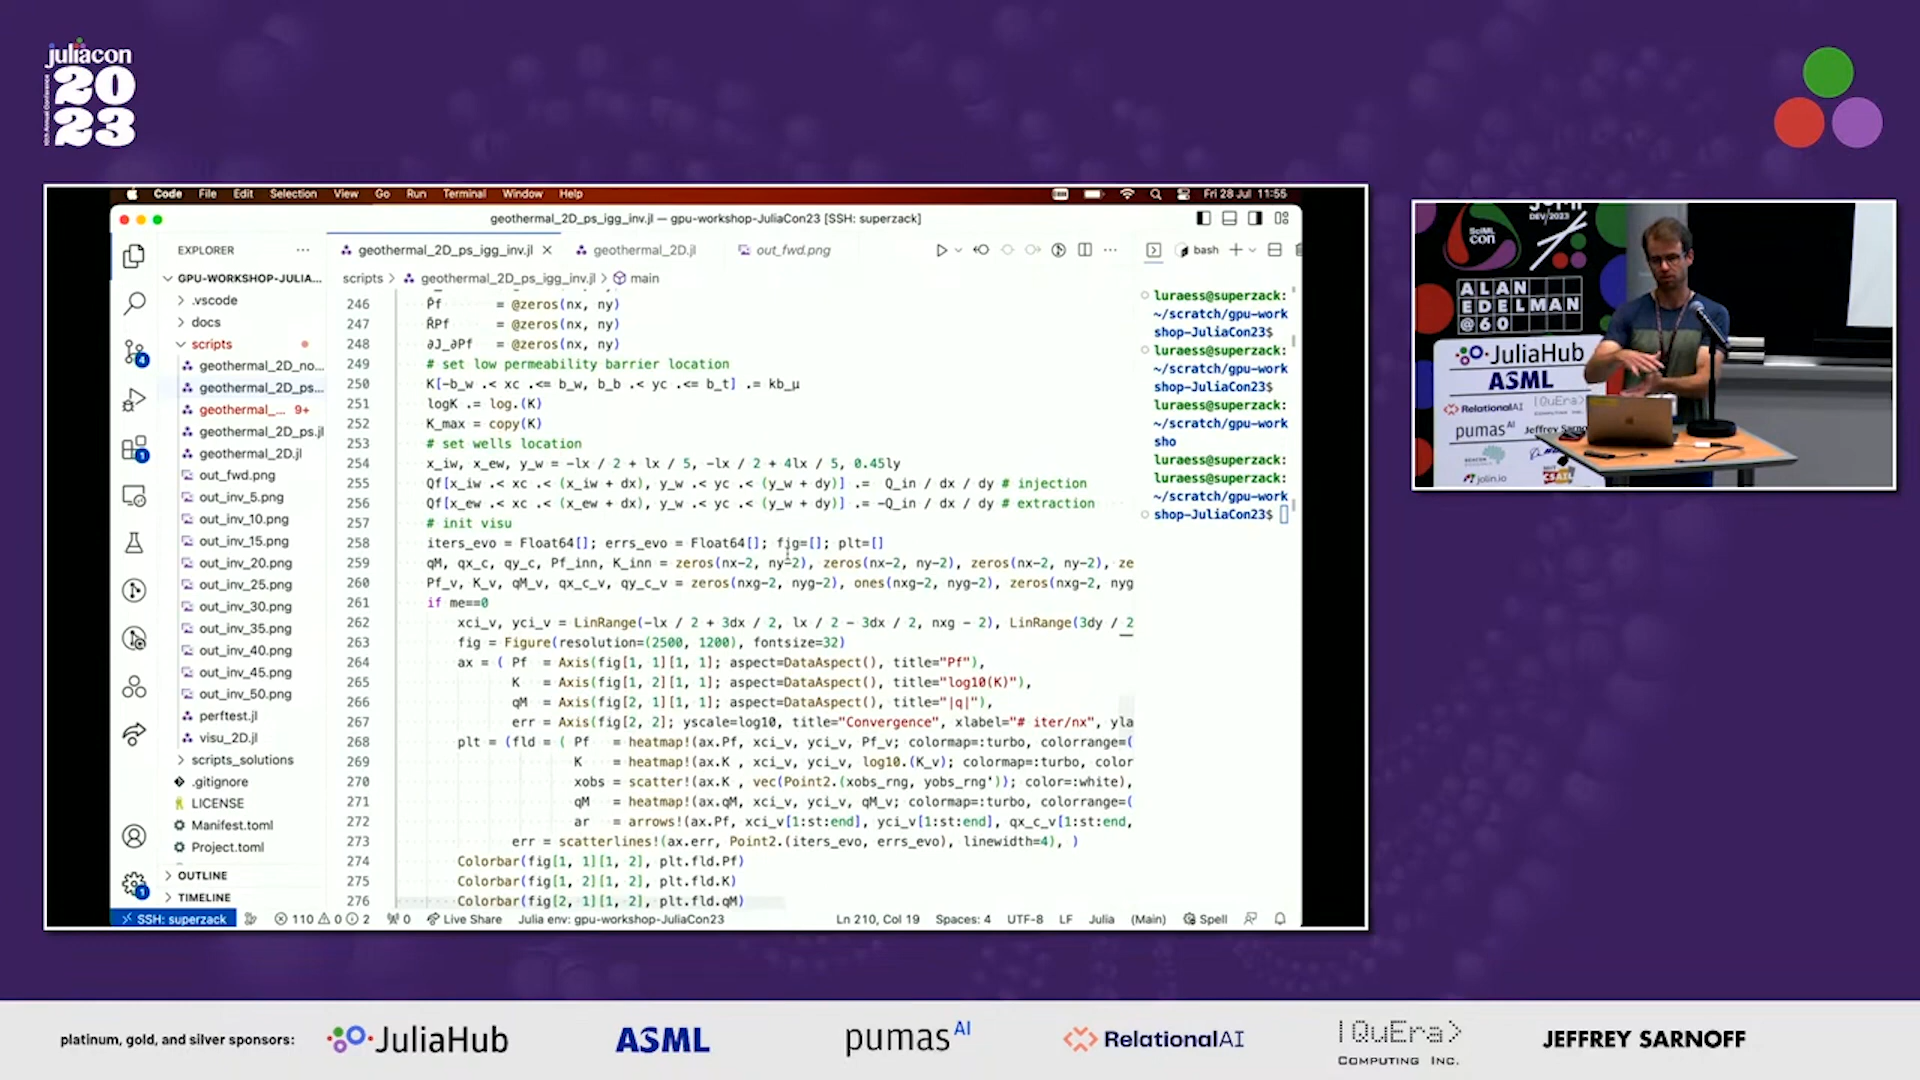 juliacon
10th Annual Conference
20
23
Code File Edit Selection View Go Run Terminal Window Help
Fri 28 Jul 11:55
geothermal_2D_ps_igg_inv.jl — gpu-workshop-JuliaCon23 [SSH: superzack]
EXPLORER
geothermal_2D_ps_igg_inv.jl
geothermal_2D.jl
out_fwd.png
bash
GPU-WORKSHOP-JULIA...
scripts > geothermal_2D_ps_igg_inv.jl > main
.vscode
docs
scripts
geothermal_2D_no...
geothermal_2D_ps...
geothermal_... 9+
geothermal_2D_ps.jl
geothermal_2D.jl
out_fwd.png
out_inv_5.png
out_inv_10.png
out_inv_15.png
out_inv_20.png
out_inv_25.png
out_inv_30.png
out_inv_35.png
out_inv_40.png
out_inv_45.png
out_inv_50.png
perftest.jl
visu_2D.jl
scripts_solutions
.gitignore
LICENSE
Manifest.toml
Project.toml
OUTLINE
TIMELINE
246 P̄f = @zeros(nx, ny)
247 R̄Pf = @zeros(nx, ny)
248 ∂J_∂Pf = @zeros(nx, ny)
249 # set low permeability barrier location
250 K[-b_w .< xc .<= b_w, b_b .< yc .<= b_t] .= kb_μ
251 logK .= log.(K)
252 K_max = copy(K)
253 # set wells location
254 x_iw, x_ew, y_w = -lx / 2 + lx / 5, -lx / 2 + 4lx / 5, 0.45ly
255 Qf[x_iw .< xc .< (x_iw + dx), y_w .< yc .< (y_w + dy)] .= Q_in / dx / dy # injection
256 Qf[x_ew .< xc .< (x_ew + dx), y_w .< yc .< (y_w + dy)] .= -Q_in / dx / dy # extraction
257 # init visu
258 iters_evo = Float64[]; errs_evo = Float64[]; fig=[]; plt=[]
259 qM, qx_c, qy_c, Pf_inn, K_inn = zeros(nx-2, ny-2), zeros(nx-2, ny-2), zeros(nx-2, ny-2), ze
260 Pf_v, K_v, qM_v, qx_c_v, qy_c_v = zeros(nxg-2, nyg-2), ones(nxg-2, nyg-2), zeros(nxg-2, nyg
261 if me==0
262 xci_v, yci_v = LinRange(-lx / 2 + 3dx / 2, lx / 2 - 3dx / 2, nxg - 2), LinRange(3dy / 2
263 fig = Figure(resolution=(2500, 1200), fontsize=32)
264 ax = ( Pf = Axis(fig[1, 1][1, 1]; aspect=DataAspect(), title="Pf"),
265 K = Axis(fig[1, 2][1, 1]; aspect=DataAspect(), title="log10(K)"),
266 qM = Axis(fig[2, 1][1, 1]; aspect=DataAspect(), title="|q|"),
267 err = Axis(fig[2, 2]; yscale=log10, title="Convergence", xlabel="# iter/nx", yla
268 plt = (fld = ( Pf = heatmap!(ax.Pf, xci_v, yci_v, Pf_v; colormap=:turbo, colorrange=(
269 K = heatmap!(ax.K , xci_v, yci_v, log10.(K_v); colormap=:turbo, color
270 xobs = scatter!(ax.K , vec(Point2.(xobs_rng, yobs_rng')); color=:white),
271 qM = heatmap!(ax.qM, xci_v, yci_v, qM_v; colormap=:turbo, colorrange=(
272 ar = arrows!(ax.Pf, xci_v[1:st:end], yci_v[1:st:end], qx_c_v[1:st:end,
273 err = scatterlines!(ax.err, Point2.(iters_evo, errs_evo), linewidth=4), )
274 Colorbar(fig[1, 1][1, 2], plt.fld.Pf)
275 Colorbar(fig[1, 2][1, 2], plt.fld.K)
276 Colorbar(fig[2, 1][1, 2], plt.fld.qM)
luraess@superzack:
~/scratch/gpu-work
shop-JuliaCon23$
luraess@superzack:
~/scratch/gpu-work
shop-JuliaCon23$
luraess@superzack:
~/scratch/gpu-work
sho
luraess@superzack:
luraess@superzack:
~/scratch/gpu-work
shop-JuliaCon23$
SSH: superzack 110 0 2 0 Live Share Julia env: gpu-workshop-JuliaCon23 Ln 210, Col 19 Spaces: 4 UTF-8 LF Julia (Main) Spell
SciML
con
JuMP
DEV/2023
ALAN
EDELMAN
@60
JuliaHub
ASML
RelationalAI
QuEra>
pumas AI
Jeffrey Sarno
CSAIL
jolin.io
platinum, gold, and silver sponsors:
JuliaHub
ASML
pumas AI
RelationalAI
|QuEra>
COMPUTING INC.
JEFFREY SARNOFF